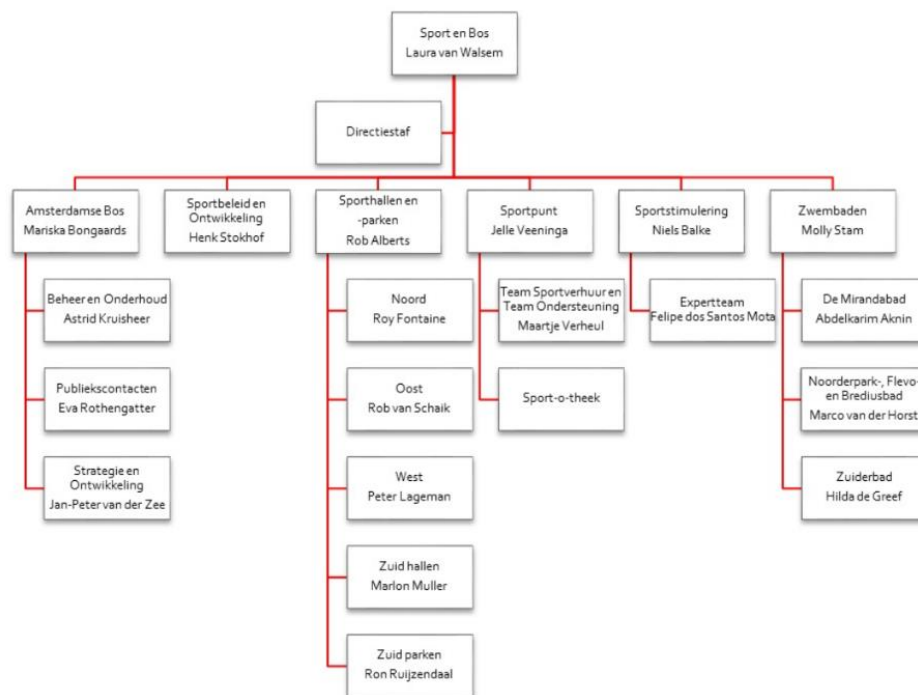 Sport en Bos
Laura van Walsem
Directiestaf
Amsterdamse Bos
Mariska Bongaards
Sportbeleid en
Ontwikkeling
Henk Stokhof
Sporthallen en
-parken
Rob Alberts
Sportpunt
Jelle Veeninga
Sportstimulering
Niels Balke
Zwembaden
Molly Stam
Beheer en Onderhoud
Astrid Kruisheer
Publiekscontacten
Eva Rothengatter
Strategie en
Ontwikkeling
Jan-Peter van der Zee
Noord
Roy Fontaine
Oost
Rob van Schaik
West
Peter Lageman
Zuid hallen
Marlon Muller
Zuid parken
Ron Ruijzendaal
Team Sportverhuur en
Team Ondersteuning
Maartje Verheul
Sport-o-theek
Expertteam
Felipe dos Santos Mota
De Mirandabad
Abdelkarim Aknin
Noorderpark-, Flevo-
en Brediusbad
Marco van der Horst
Zuiderbad
Hilda de Greef